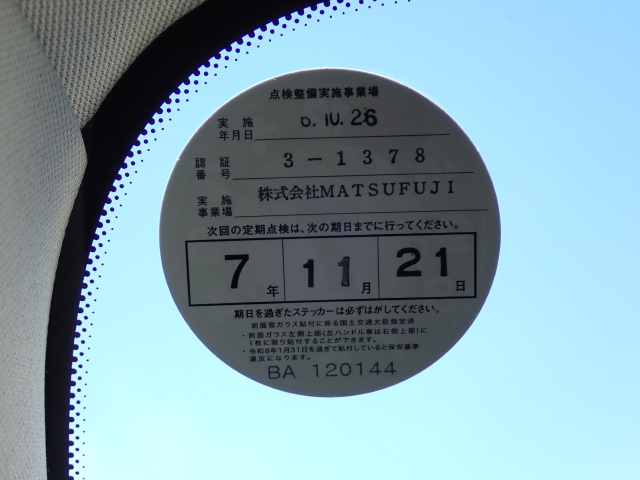 点検整備実施事業場
実施年月日 6.10.26
認証番号 3-1378
実施事業場 株式会社MATSUFUJI
次回の定期点検は、次の期日までに行ってください。
7年 11月 21日
期日を過ぎたステッカーは必ずはがしてください。
前面窓ガラス貼付に係る国土交通大臣指定済
・前面ガラス左側上部(左ハンドル車は右側上部)に
1枚に限り貼付することができます。
・令和8年1月31日を過ぎて貼付していると保安基準
違反になります。
BA 120144